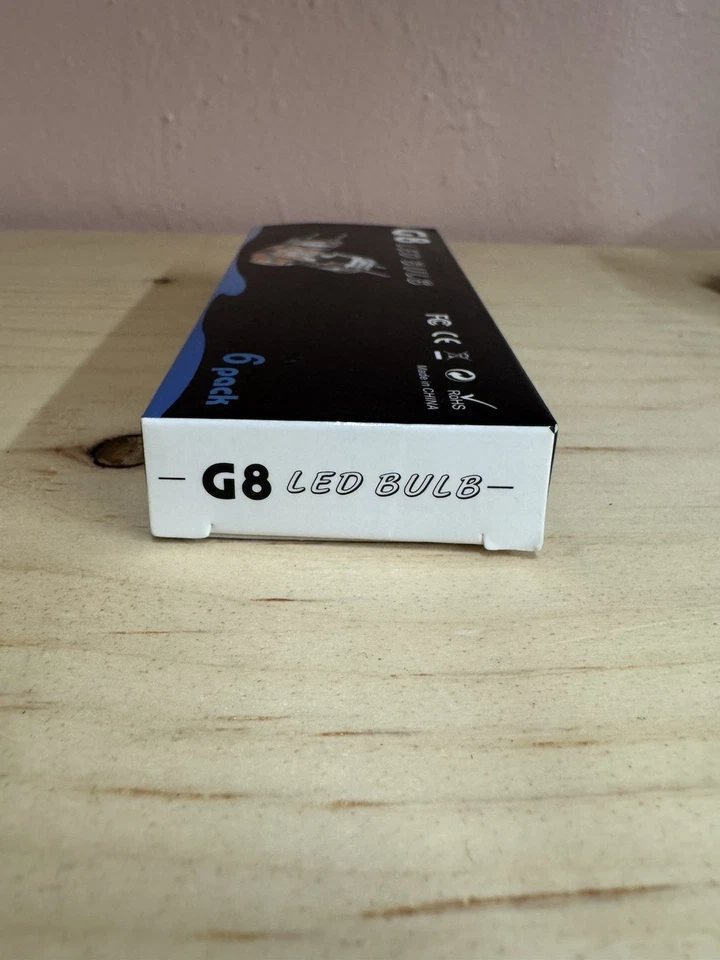 G8 LED BULB
FC CE
RoHS
Made in CHINA
6 pack
G8 LED BULB